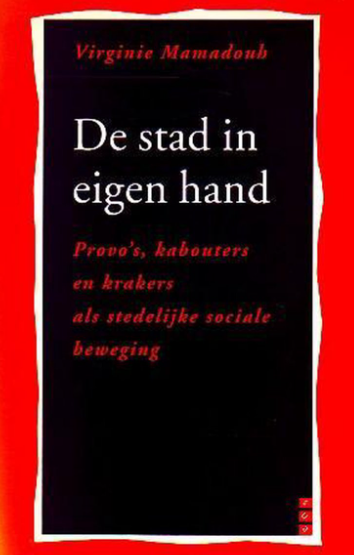 Virginie Mamadouh
De stad in
eigen hand
Provo's, kabouters
en krakers
als stedelijke sociale
beweging